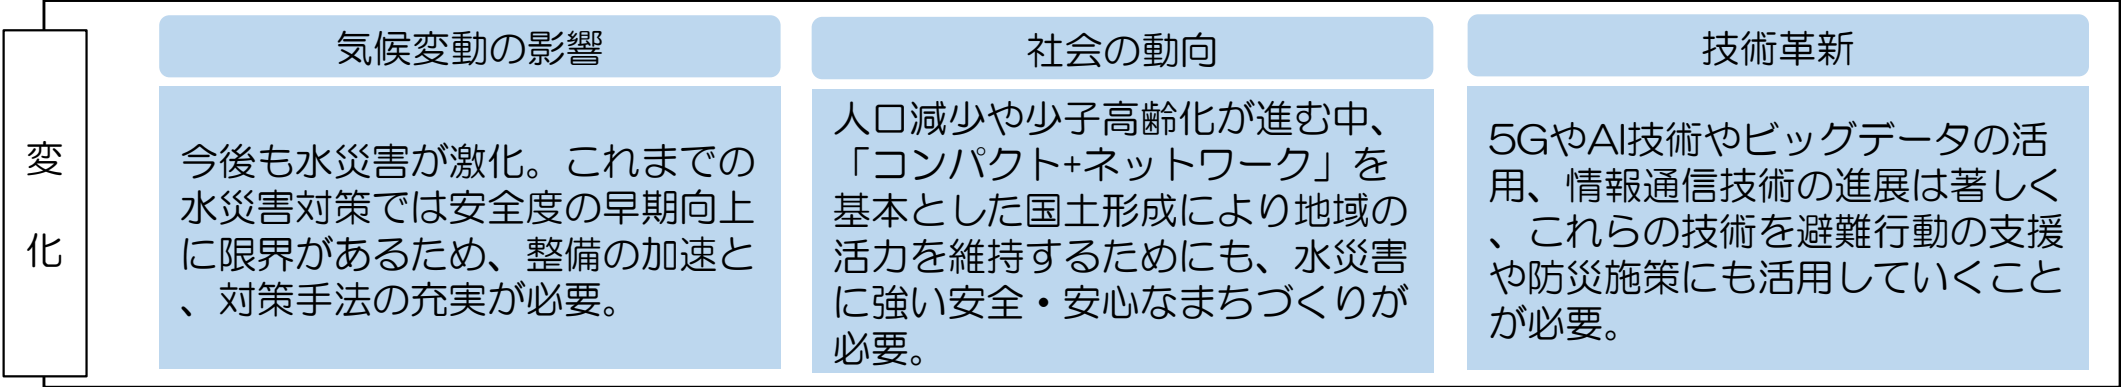 変
化
気候変動の影響
今後も水災害が激化。これまでの
水災害対策では安全度の早期向上
に限界があるため、整備の加速と
、対策手法の充実が必要。
社会の動向
人口減少や少子高齢化が進む中、
「コンパクト+ネットワーク」を
基本とした国土形成により地域の
活力を維持するためにも、水災害
に強い安全・安心なまちづくりが
必要。
技術革新
5GやAI技術やビッグデータの活
用、情報通信技術の進展は著しく
、これらの技術を避難行動の支援
や防災施策にも活用していくこと
が必要。